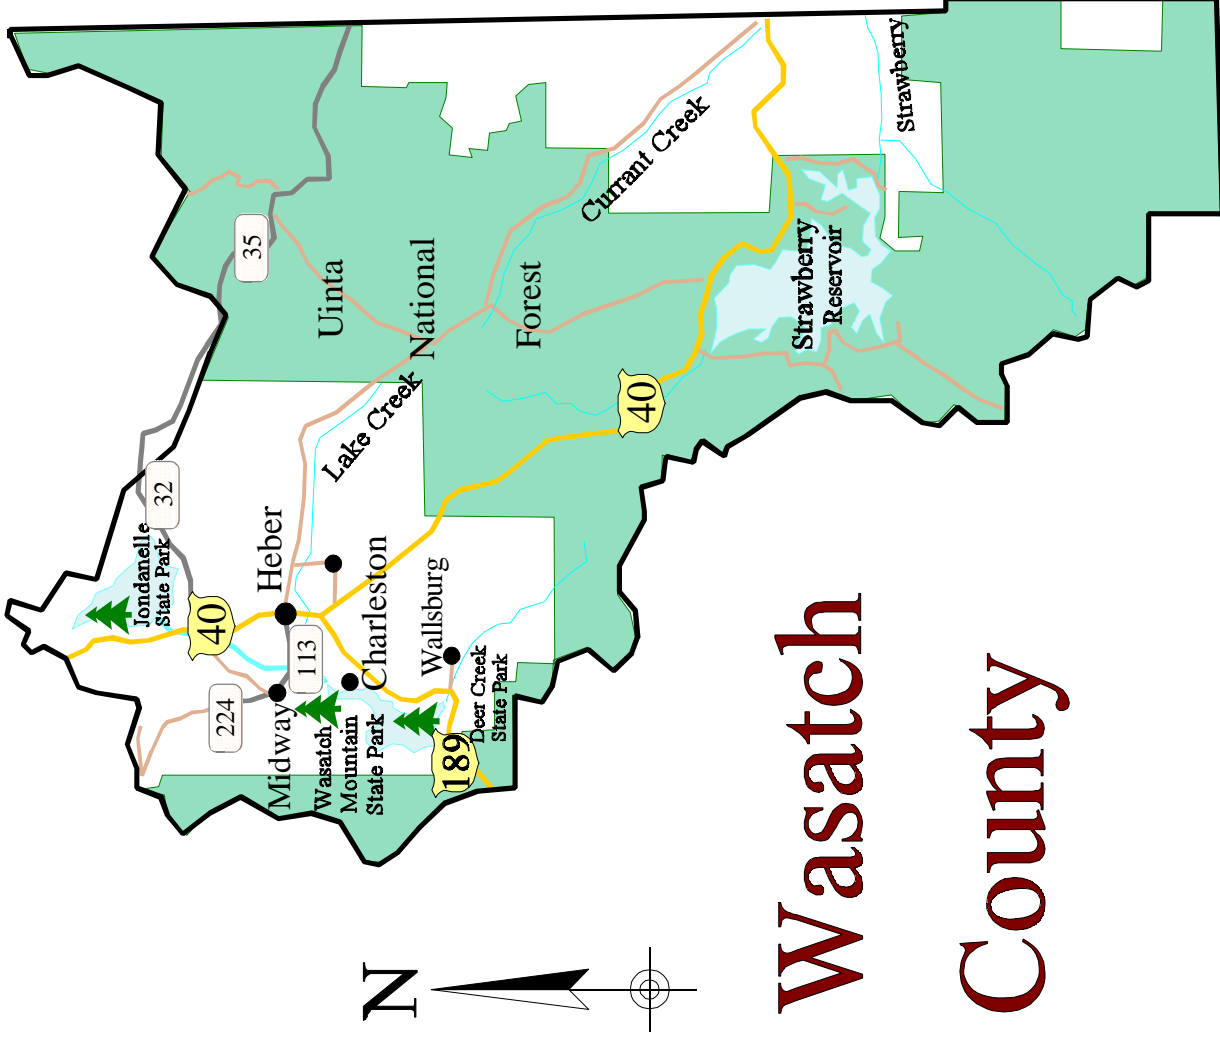 Jordanelle
State Park
32
35
40
Heber
113
224
Midway
Charleston
Wasatch
Mountain
State Park
Wallsburg
Deer Creek
State Park
189
Lake Creek
Uinta
National
Forest
Currant Creek
40
Strawberry
Reservoir
Strawberry
N
Wasatch
County